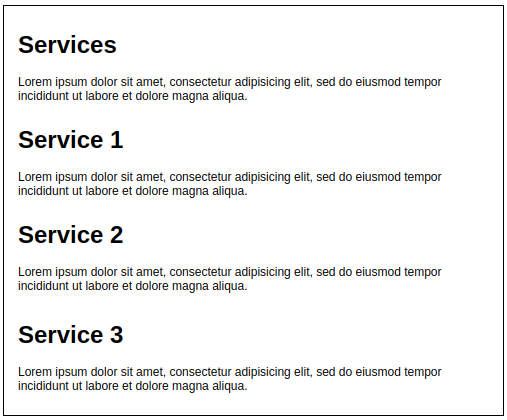 Services
Lorem ipsum dolor sit amet, consectetur adipisicing elit, sed do eiusmod tempor
incididunt ut labore et dolore magna aliqua.
Service 1
Lorem ipsum dolor sit amet, consectetur adipisicing elit, sed do eiusmod tempor
incididunt ut labore et dolore magna aliqua.
Service 2
Lorem ipsum dolor sit amet, consectetur adipisicing elit, sed do eiusmod tempor
incididunt ut labore et dolore magna aliqua.
Service 3
Lorem ipsum dolor sit amet, consectetur adipisicing elit, sed do eiusmod tempor
incididunt ut labore et dolore magna aliqua.